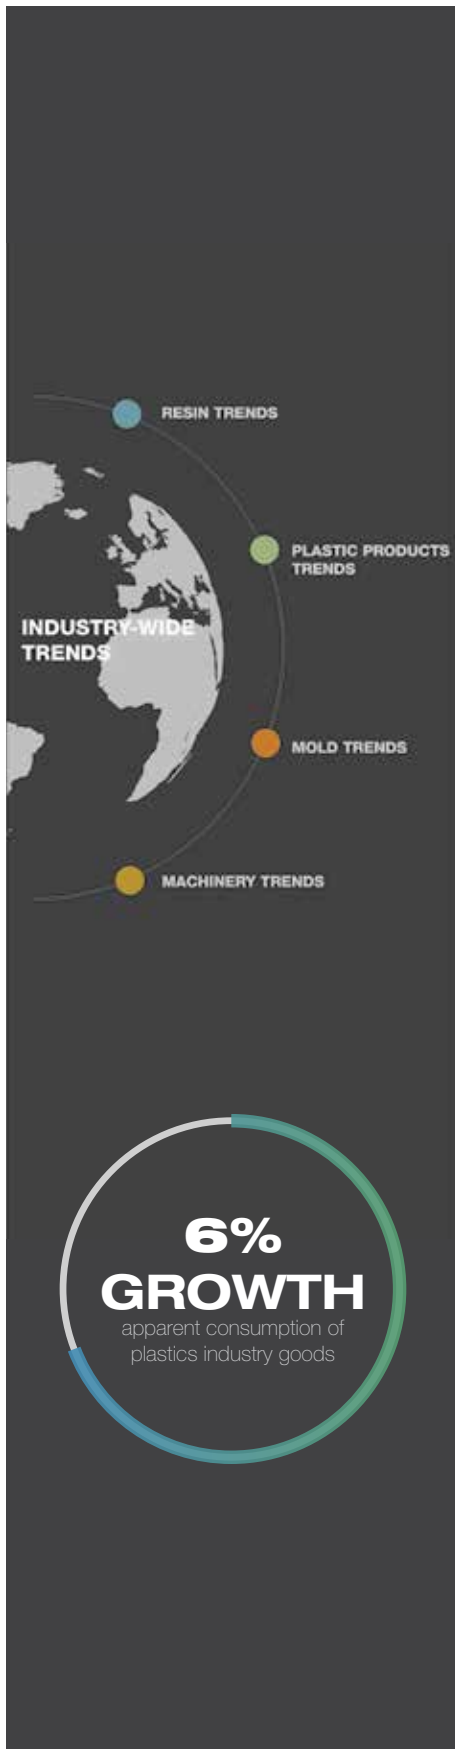 RESIN TRENDS
PLASTIC PRODUCTS
TRENDS
INDUSTRY-WIDE
TRENDS
MOLD TRENDS
MACHINERY TRENDS
6%
GROWTH
apparent consumption of
plastics industry goods